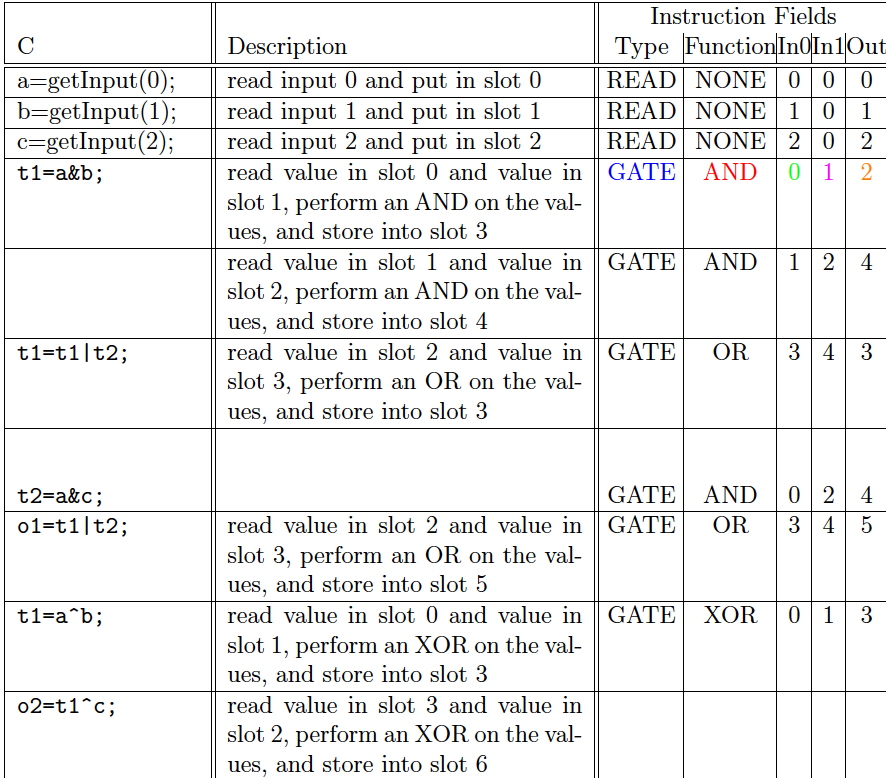 Instruction Fields
C Description Type Function In0 In1 Out
a=getInput(0); read input 0 and put in slot 0 READ NONE 0 0 0
b=getInput(1); read input 1 and put in slot 1 READ NONE 1 0 1
c=getInput(2); read input 2 and put in slot 2 READ NONE 2 0 2
t1=a&b; read value in slot 0 and value in GATE AND 0 1 2
slot 1, perform an AND on the val-
ues, and store into slot 3
read value in slot 1 and value in GATE AND 1 2 4
slot 2, perform an AND on the val-
ues, and store into slot 4
t1=t1|t2; read value in slot 2 and value in GATE OR 3 4 3
slot 3, perform an OR on the val-
ues, and store into slot 3
t2=a&c; GATE AND 0 2 4
o1=t1|t2; read value in slot 2 and value in GATE OR 3 4 5
slot 3, perform an OR on the val-
ues, and store into slot 5
t1=a^b; read value in slot 0 and value in GATE XOR 0 1 3
slot 1, perform an XOR on the val-
ues, and store into slot 3
o2=t1^c; read value in slot 3 and value in
slot 2, perform an XOR on the val-
ues, and store into slot 6